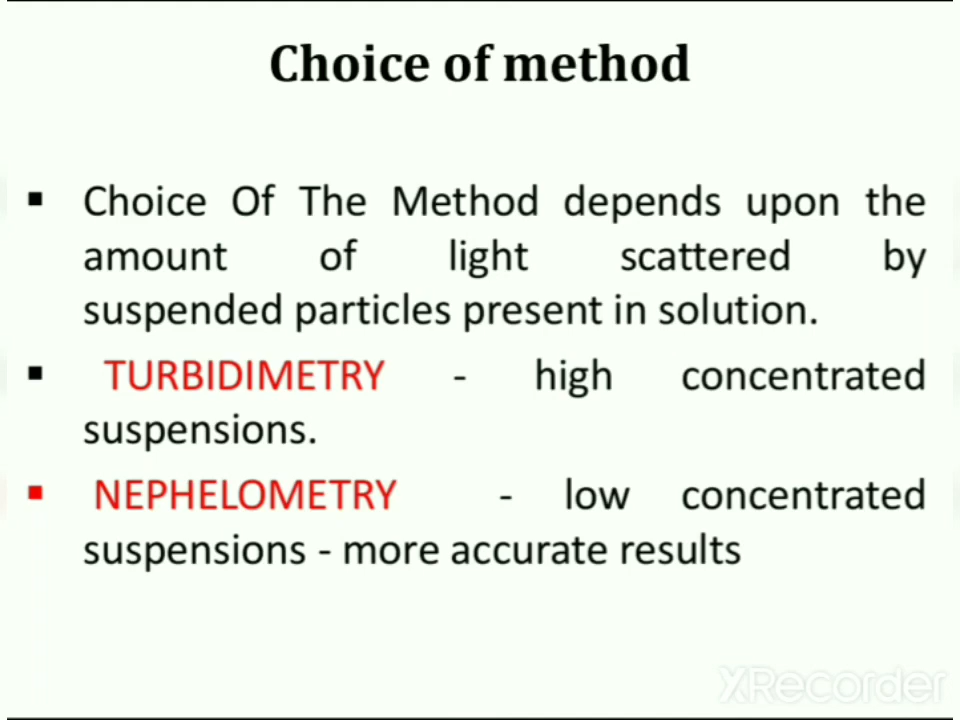 Choice of method
▪ Choice Of The Method depends upon the
amount of light scattered by
suspended particles present in solution.
▪ TURBIDIMETRY - high concentrated
suspensions.
▪ NEPHELOMETRY - low concentrated
suspensions - more accurate results
XRecorder